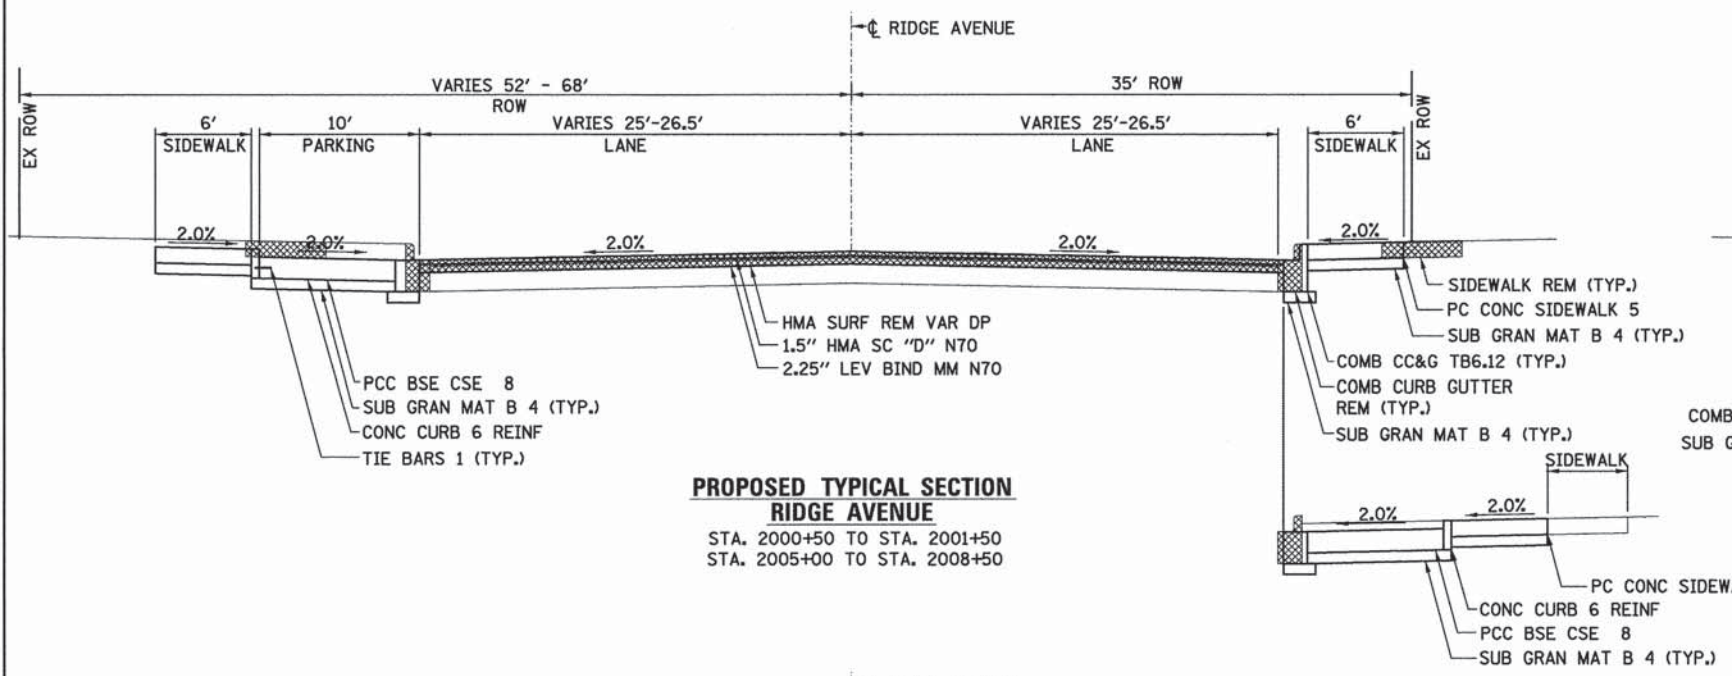 ℄ RIDGE AVENUE
VARIES 52' - 68'
ROW
35' ROW
EX ROW
6'
SIDEWALK
10'
PARKING
VARIES 25'-26.5'
LANE
VARIES 25'-26.5'
LANE
6'
SIDEWALK
EX ROW
2.0%
2.0%
2.0%
2.0%
2.0%
HMA SURF REM VAR DP
1.5" HMA SC "D" N70
2.25" LEV BIND MM N70
PCC BSE CSE 8
SUB GRAN MAT B 4 (TYP.)
CONC CURB 6 REINF
TIE BARS 1 (TYP.)
SIDEWALK REM (TYP.)
PC CONC SIDEWALK 5
SUB GRAN MAT B 4 (TYP.)
COMB CC&G TB6.12 (TYP.)
COMB CURB GUTTER
REM (TYP.)
SUB GRAN MAT B 4 (TYP.)
COMB
SUB G
PROPOSED TYPICAL SECTION
RIDGE AVENUE
STA. 2000+50 TO STA. 2001+50
STA. 2005+00 TO STA. 2008+50
SIDEWALK
2.0%
2.0%
PC CONC SIDEWA
CONC CURB 6 REINF
PCC BSE CSE 8
SUB GRAN MAT B 4 (TYP.)